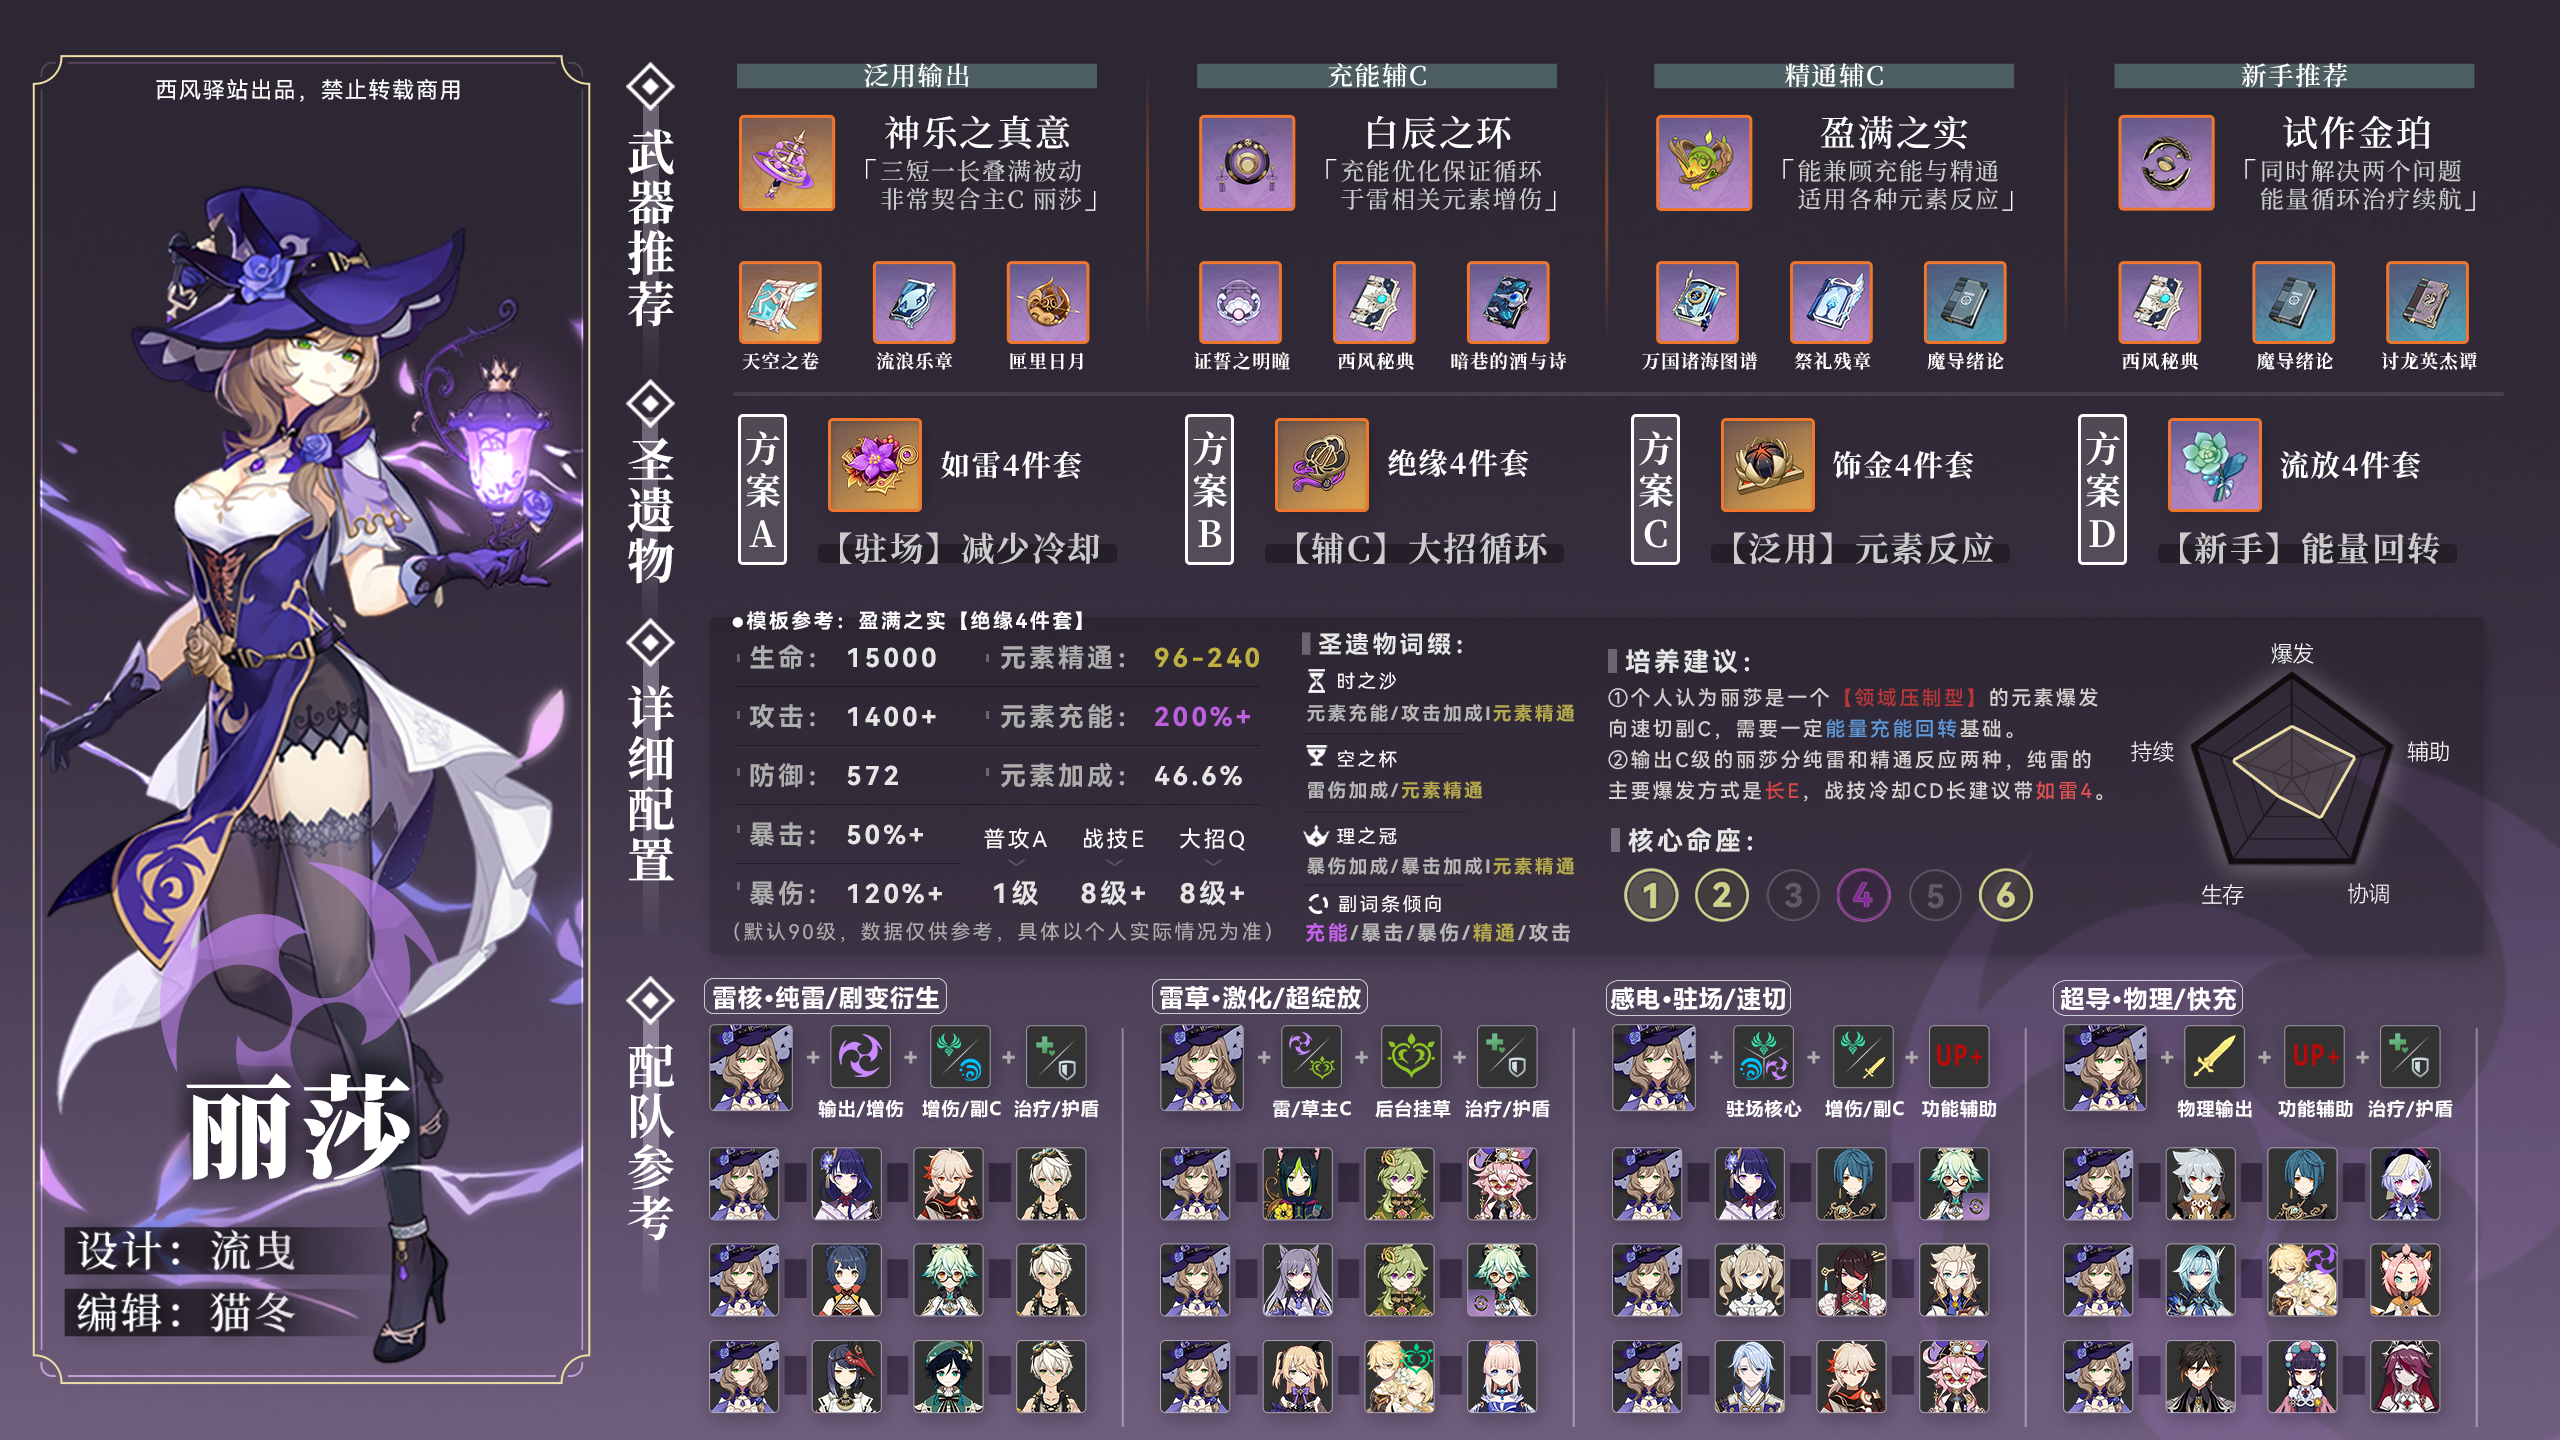 西风驿站出品，禁止转载商用
丽莎
设计：流曳
编辑：猫冬
武器推荐
泛用输出
神乐之真意
「三短一长叠满被动
非常契合主C 丽莎」
天空之卷
流浪乐章
匣里日月
充能辅C
白辰之环
「充能优化保证循环
于雷相关元素增伤」
证誓之明瞳
西风秘典
暗巷的酒与诗
精通辅C
盈满之实
「能兼顾充能与精通
适用各种元素反应」
万国诸海图谱
祭礼残章
魔导绪论
新手推荐
试作金珀
「同时解决两个问题
能量循环治疗续航」
西风秘典
魔导绪论
讨龙英杰谭
圣遗物
方案A
如雷4件套
【驻场】减少冷却
方案B
绝缘4件套
【辅C】大招循环
方案C
饰金4件套
【泛用】元素反应
方案D
流放4件套
【新手】能量回转
详细配置
●模板参考：盈满之实【绝缘4件套】
生命： 15000 元素精通： 96-240
攻击： 1400+ 元素充能： 200%+
防御： 572 元素加成： 46.6%
暴击： 50%+ 普攻A 战技E 大招Q
暴伤： 120%+ 1级 8级+ 8级+
（默认90级，数据仅供参考，具体以个人实际情况为准）
圣遗物词缀：
时之沙
元素充能/攻击加成|元素精通
空之杯
雷伤加成/元素精通
理之冠
暴伤加成/暴击加成|元素精通
副词条倾向
充能/暴击/暴伤/精通/攻击
培养建议：
①个人认为丽莎是一个【领域压制型】的元素爆发
向速切副C，需要一定能量充能回转基础。
②输出C级的丽莎分纯雷和精通反应两种，纯雷的
主要爆发方式是长E，战技冷却CD长建议带如雷4。
核心命座：
1 2 3 4 5 6
爆发
持续
辅助
生存
协调
配队参考
雷核•纯雷/剧变衍生
+ + +
输出/增伤 增伤/副C 治疗/护盾
雷草•激化/超绽放
+ + +
雷/草主C 后台挂草 治疗/护盾
感电•驻场/速切
+ + + UP+
驻场核心 增伤/副C 功能辅助
超导•物理/快充
+ + UP+ +
物理输出 功能辅助 治疗/护盾